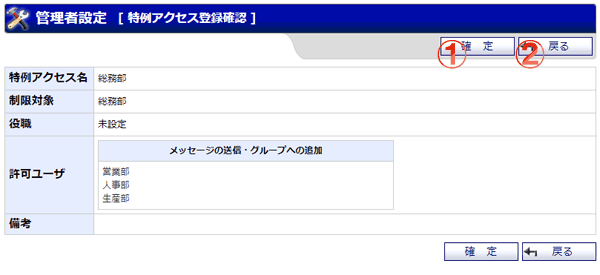 管理者設定 [ 特例アクセス登録確認 ]
① 確 定 ② 戻る
特例アクセス名 総務部
制限対象 総務部
役職 未設定
許可ユーザ
メッセージの送信・グループへの追加
営業部
人事部
生産部
備考
確 定 戻る